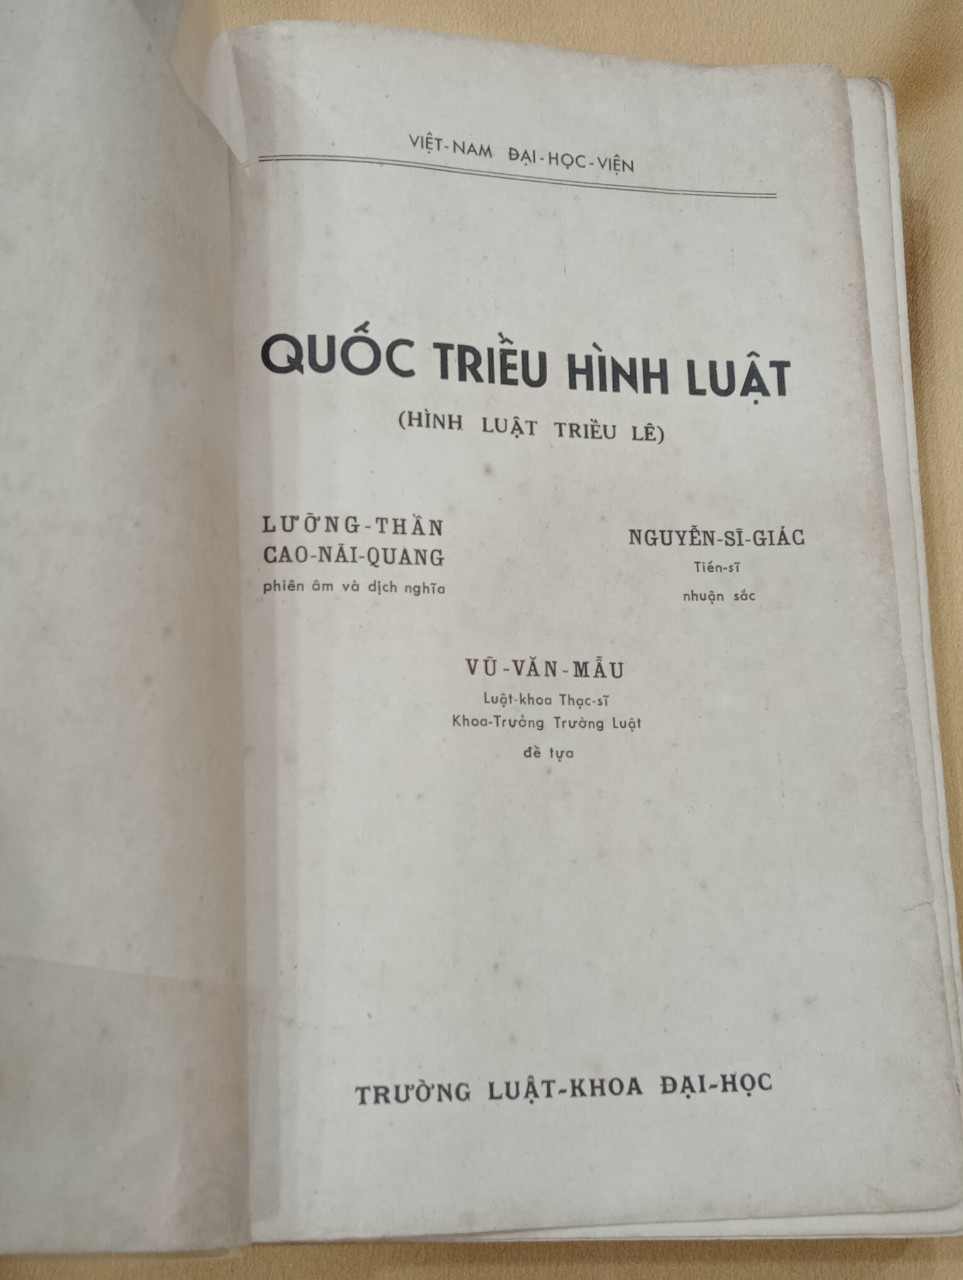 VIỆT-NAM ĐẠI-HỌC-VIỆN
QUỐC TRIỀU HÌNH LUẬT
(HÌNH LUẬT TRIỀU LÊ)
LƯỠNG-THẦN
CAO-NÃI-QUANG
phiên âm và dịch nghĩa
NGUYỄN-SĨ-GIÁC
Tiến-sĩ
nhuận sắc
VŨ-VĂN-MẪU
Luật-khoa Thạc-sĩ
Khoa-Trưởng Trường Luật
đề tựa
TRƯỜNG LUẬT-KHOA ĐẠI-HỌC